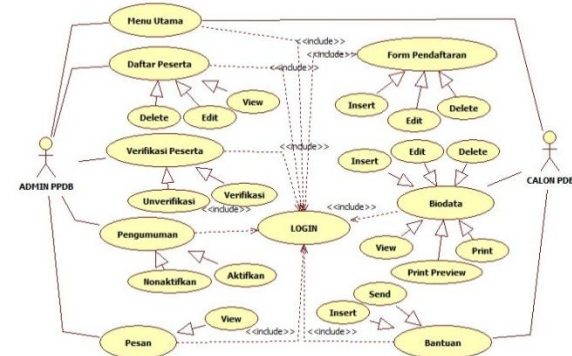 Menu Utama
<<include>>
Daftar Peserta
<<include>>
<<include>>
Form Pendaftaran
View
Delete
Edit
Insert
Edit
Delete
Verifikasi Peserta
<<include>>
Edit
Delete
Insert
ADMIN PPDB
CALON PDB
Unverifikasi
Verifikasi
<<include>>
<<include>>
Biodata
Pengumuman
LOGIN
View
Print
Nonaktifkan
Aktifkan
Print Preview
Send
View
Insert
Pesan
<<include>>
<<include>>
Bantuan